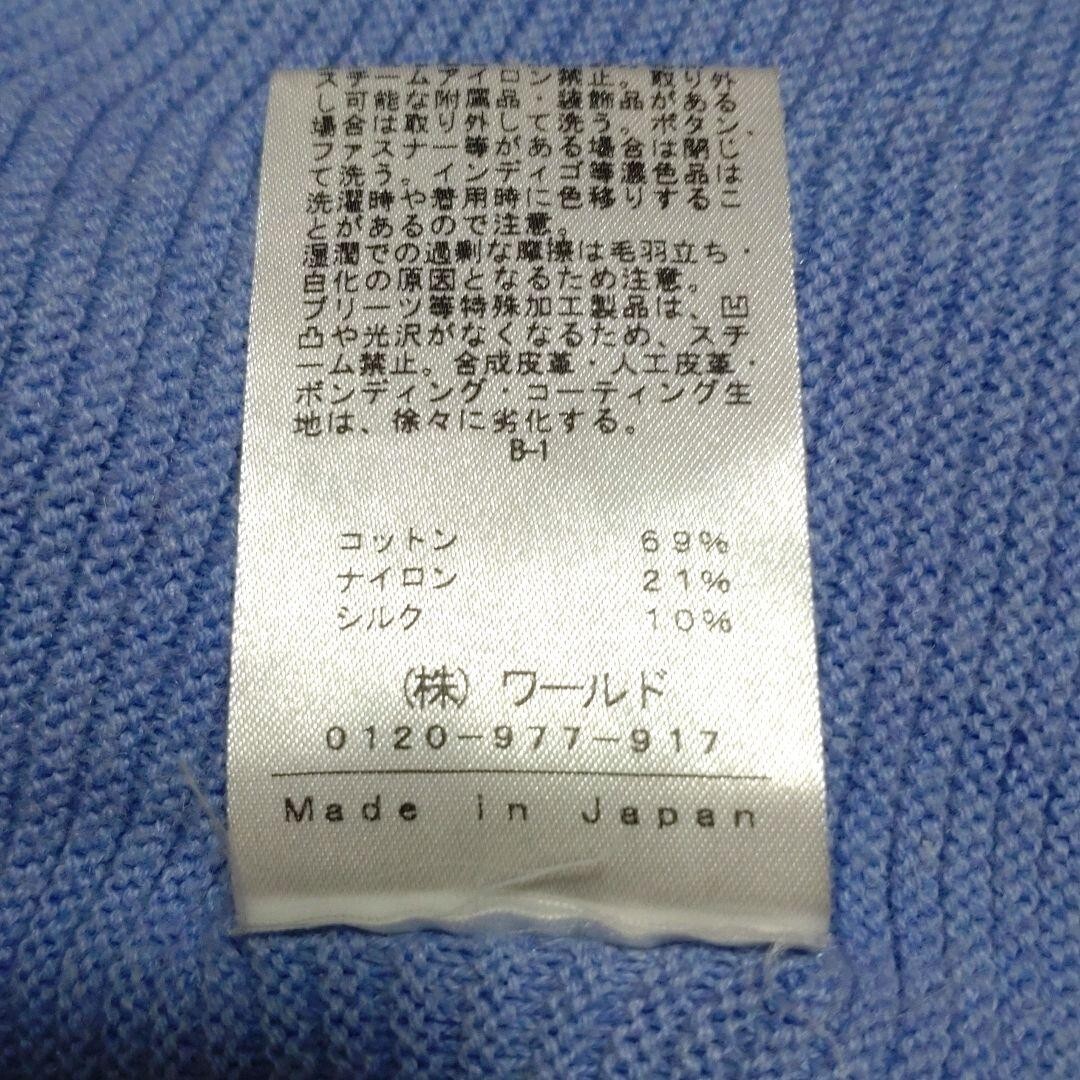 スチームアイロン禁止。取り外
し可能な附属品・装飾品がある
場合は取り外して洗う。ボタン、
ファスナー等がある場合は閉じ
て洗う。インディゴ等濃色品は
洗濯時や着用時に色移りするこ
とがあるので注意。
湿潤での過剰な摩擦は毛羽立ち・
白化の原因となるため注意。
プリーツ等特殊加工製品は、凹
凸や光沢がなくなるため、スチ
ーム禁止。合成皮革・人工皮革・
ボンディング・コーティング生
地は、徐々に劣化する。
B-1
コットン 69%
ナイロン 21%
シルク 10%
(株) ワールド
0120-977-917
Made in Japan